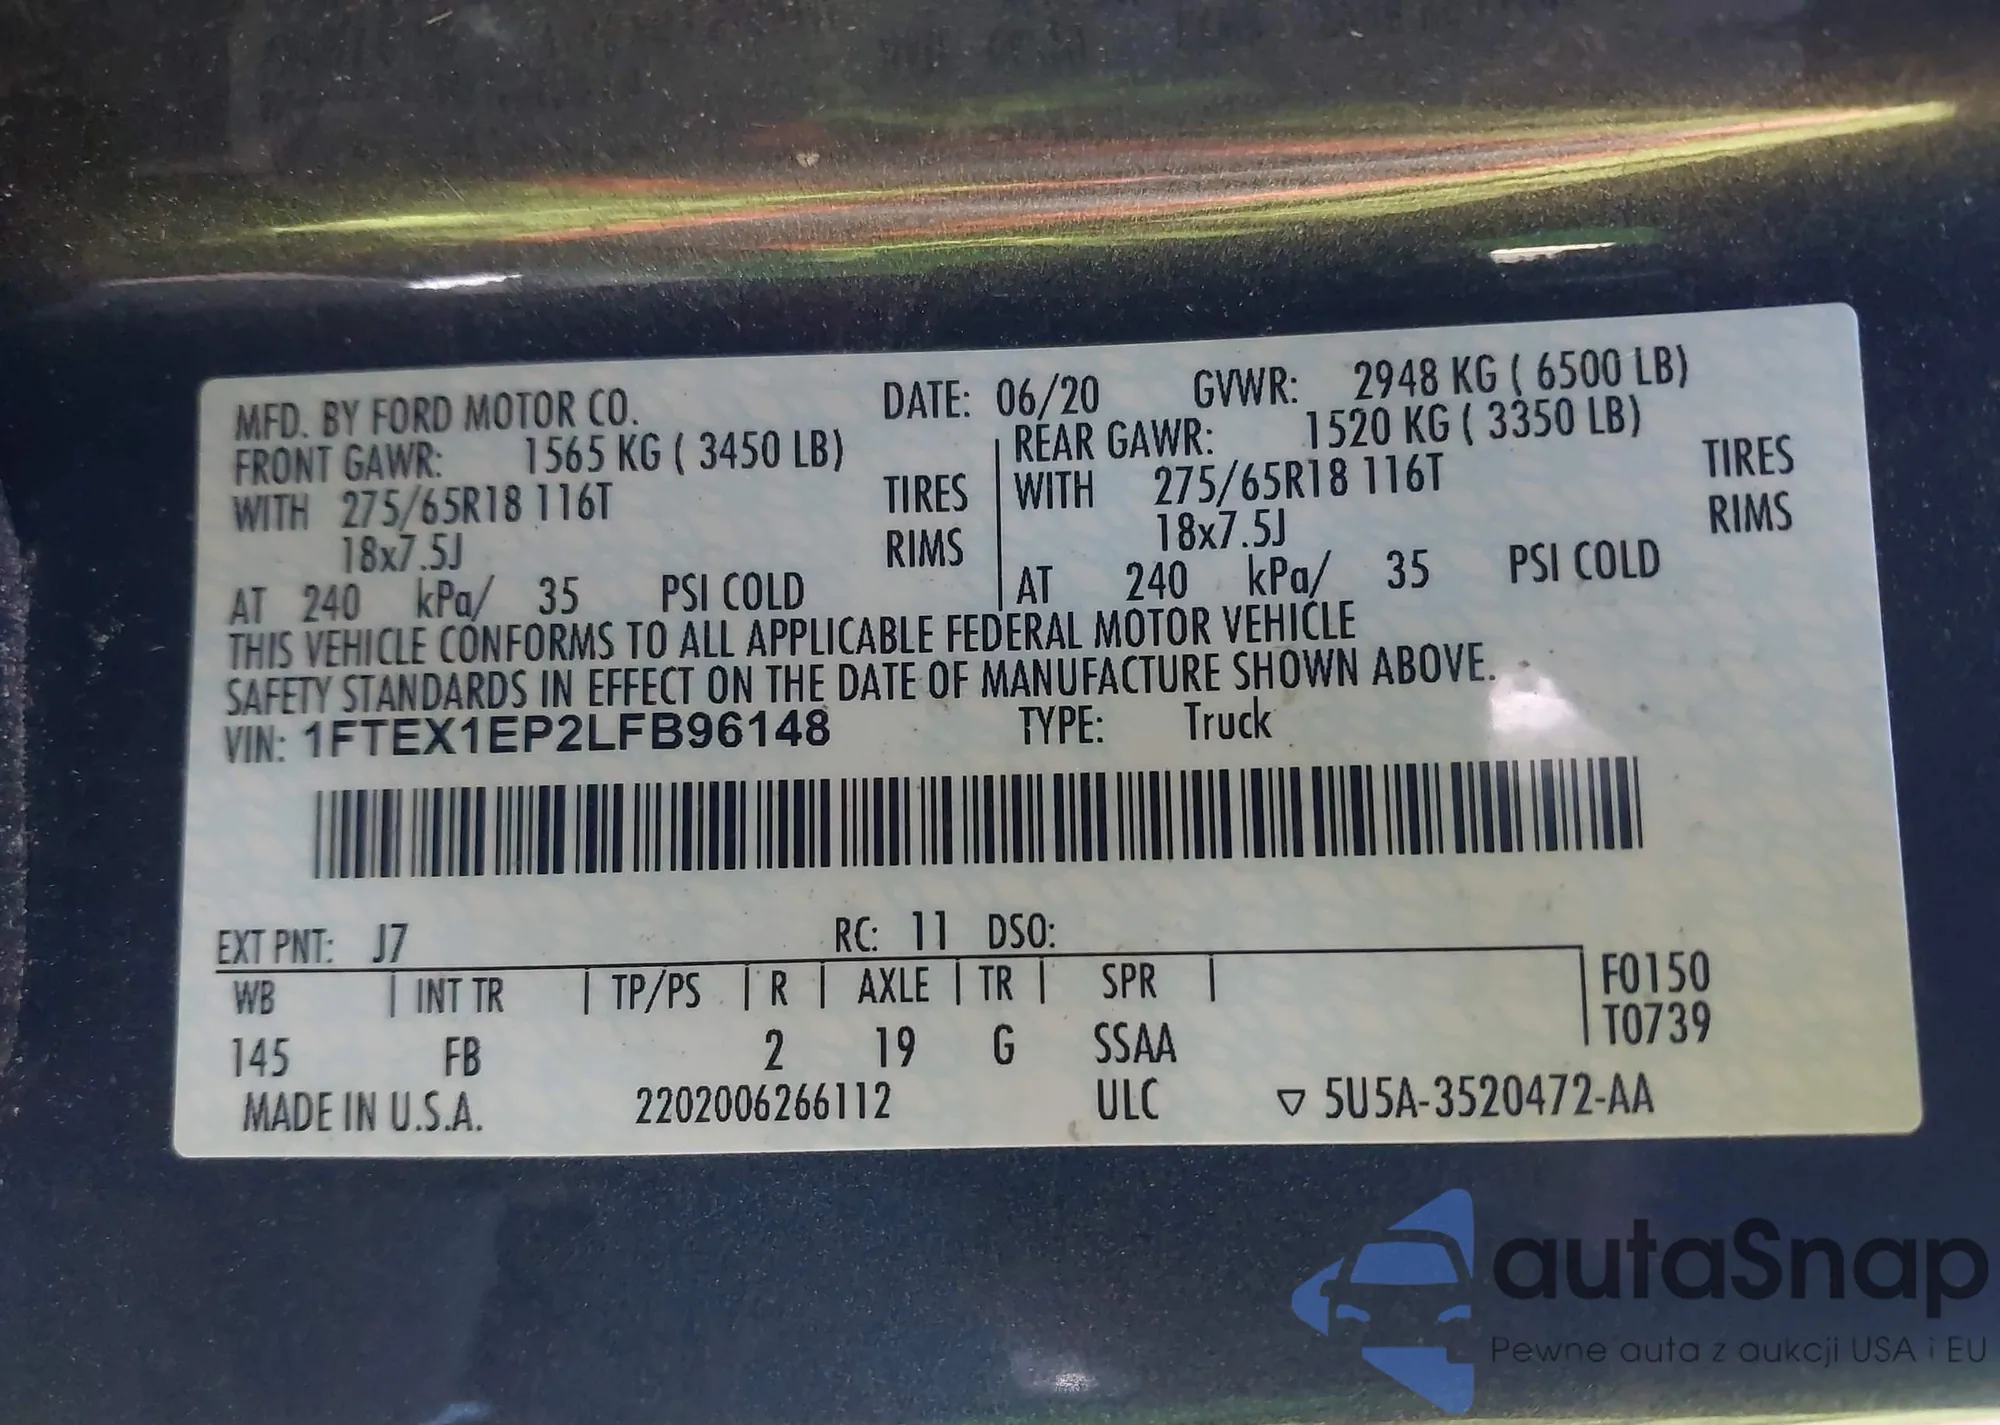 MFD. BY FORD MOTOR CO. DATE: 06/20 GVWR: 2948 KG ( 6500 LB)
FRONT GAWR: 1565 KG ( 3450 LB) REAR GAWR: 1520 KG ( 3350 LB)
WITH 275/65R18 116T TIRES WITH 275/65R18 116T TIRES
18x7.5J RIMS 18x7.5J RIMS
AT 240 kPa/ 35 PSI COLD AT 240 kPa/ 35 PSI COLD
THIS VEHICLE CONFORMS TO ALL APPLICABLE FEDERAL MOTOR VEHICLE
SAFETY STANDARDS IN EFFECT ON THE DATE OF MANUFACTURE SHOWN ABOVE.
VIN: 1FTEX1EP2LFB96148 TYPE: Truck
EXT PNT: J7 RC: 11 DSO:
WB INT TR TP/PS R AXLE TR SPR F0150
T0739
145 FB 2 19 G SSAA
MADE IN U.S.A. 2202006266112 ULC ▽ 5U5A-3520472-AA
autaSnap
Pewne auta z aukcji USA i EU